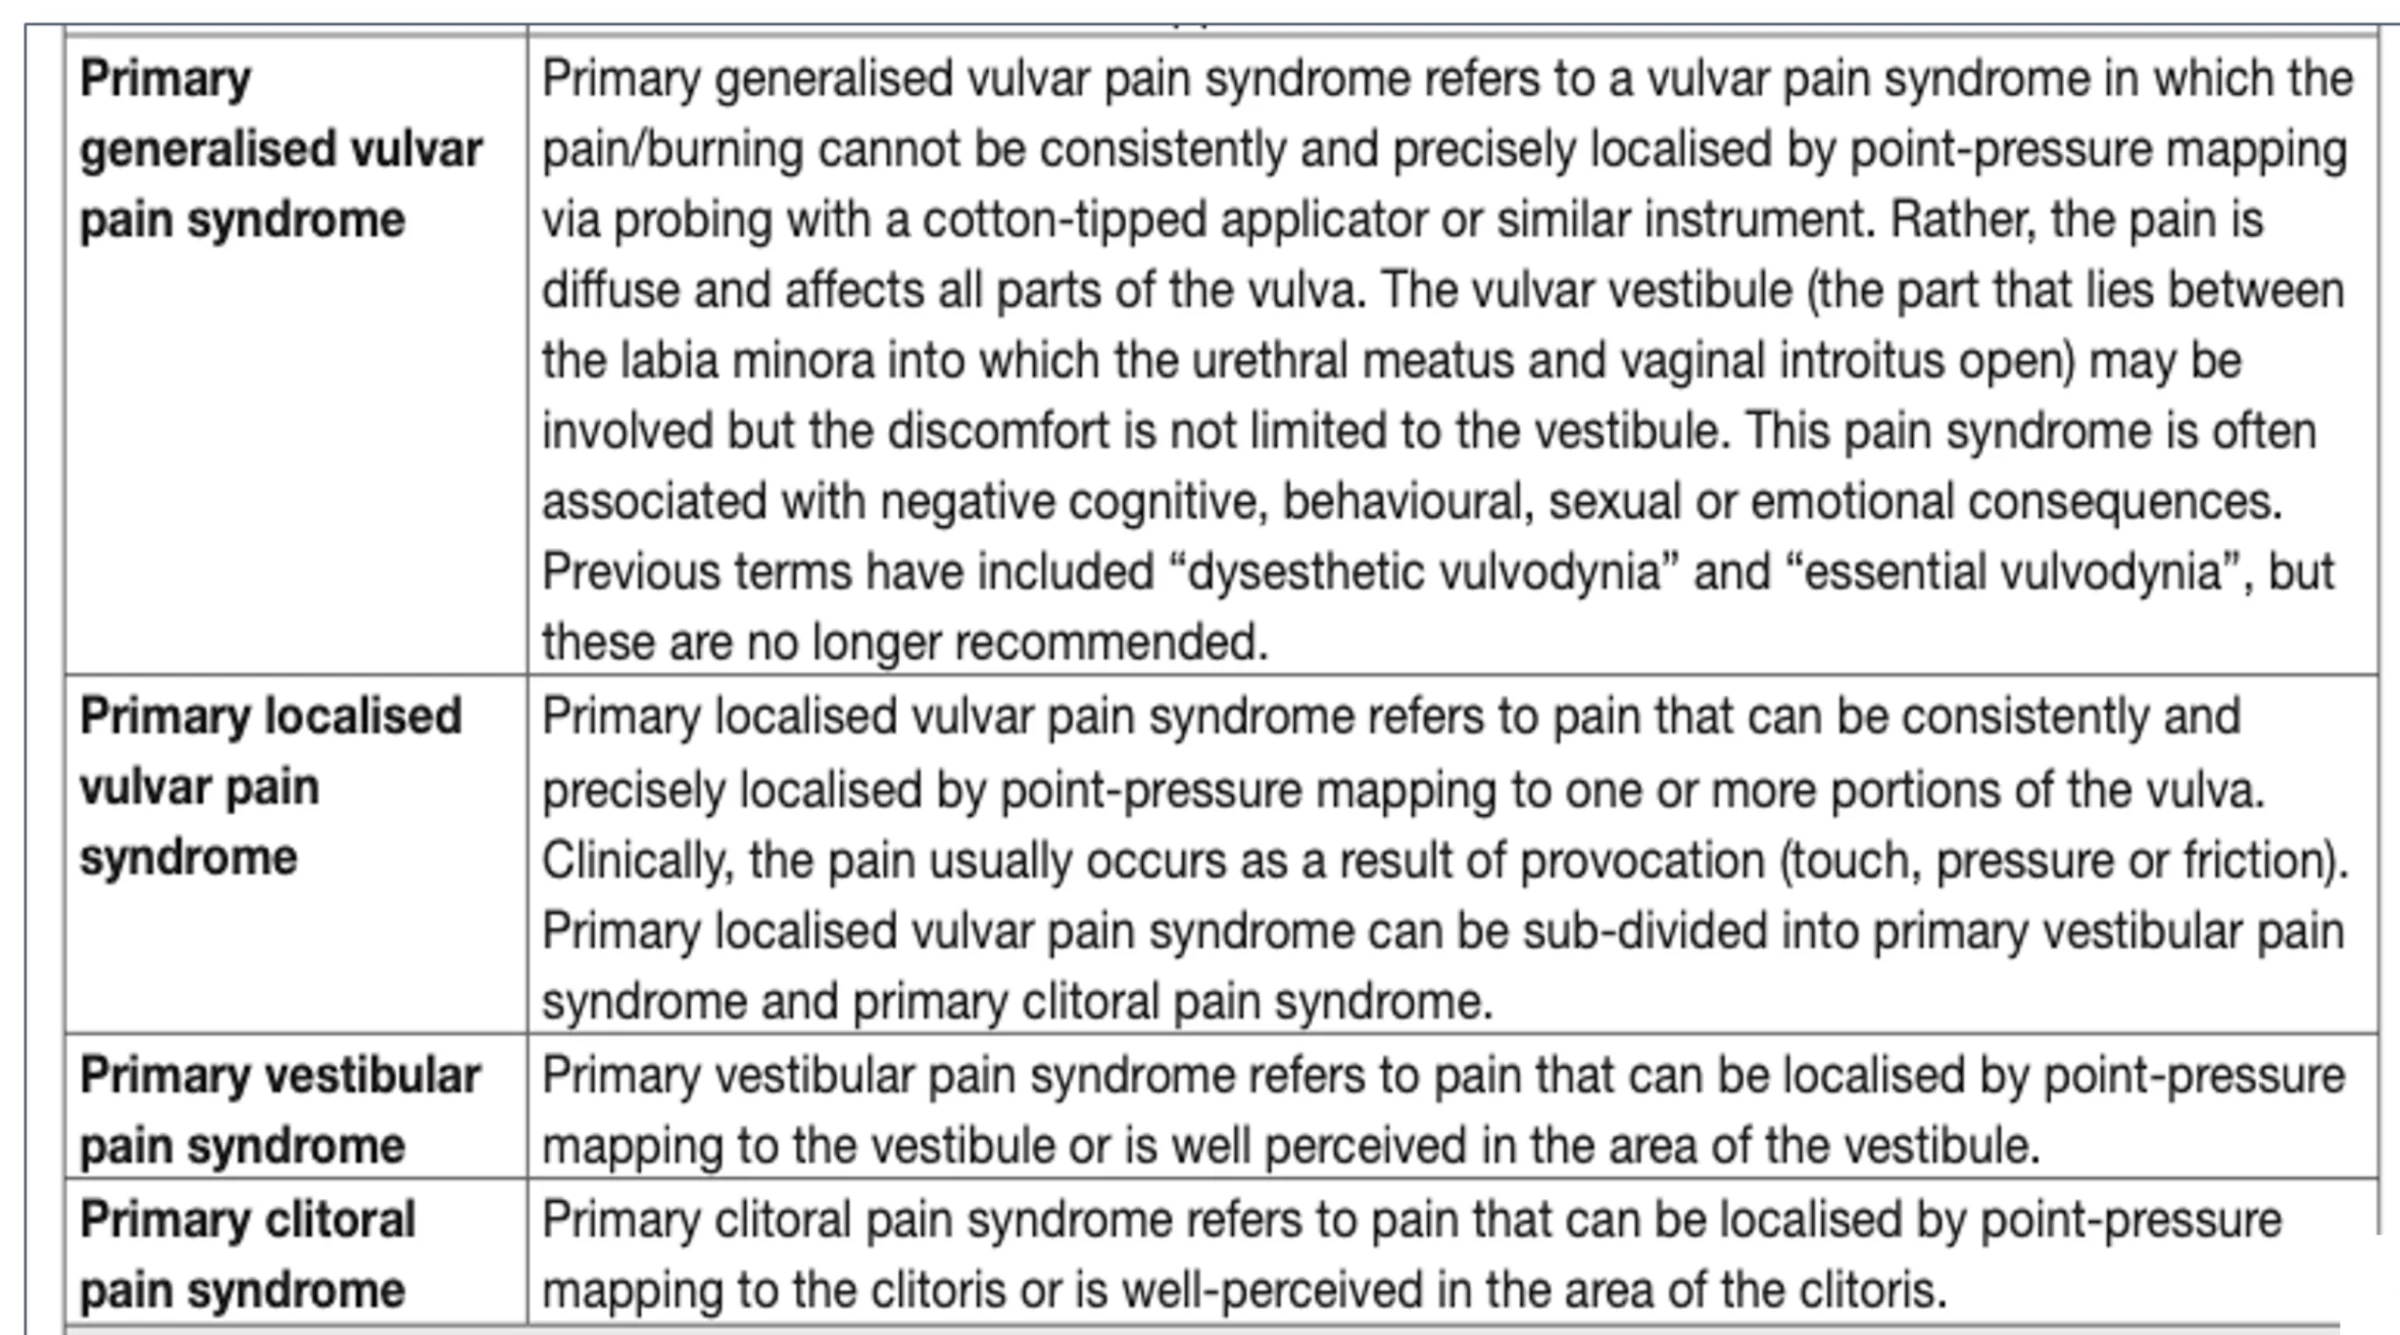 Primary
generalised vulvar
pain syndrome
Primary generalised vulvar pain syndrome refers to a vulvar pain syndrome in which the
pain/burning cannot be consistently and precisely localised by point-pressure mapping
via probing with a cotton-tipped applicator or similar instrument. Rather, the pain is
diffuse and affects all parts of the vulva. The vulvar vestibule (the part that lies between
the labia minora into which the urethral meatus and vaginal introitus open) may be
involved but the discomfort is not limited to the vestibule. This pain syndrome is often
associated with negative cognitive, behavioural, sexual or emotional consequences.
Previous terms have included “dysesthetic vulvodynia” and “essential vulvodynia”, but
these are no longer recommended.
Primary localised
vulvar pain
syndrome
Primary localised vulvar pain syndrome refers to pain that can be consistently and
precisely localised by point-pressure mapping to one or more portions of the vulva.
Clinically, the pain usually occurs as a result of provocation (touch, pressure or friction).
Primary localised vulvar pain syndrome can be sub-divided into primary vestibular pain
syndrome and primary clitoral pain syndrome.
Primary vestibular
pain syndrome
Primary vestibular pain syndrome refers to pain that can be localised by point-pressure
mapping to the vestibule or is well perceived in the area of the vestibule.
Primary clitoral
pain syndrome
Primary clitoral pain syndrome refers to pain that can be localised by point-pressure
mapping to the clitoris or is well-perceived in the area of the clitoris.